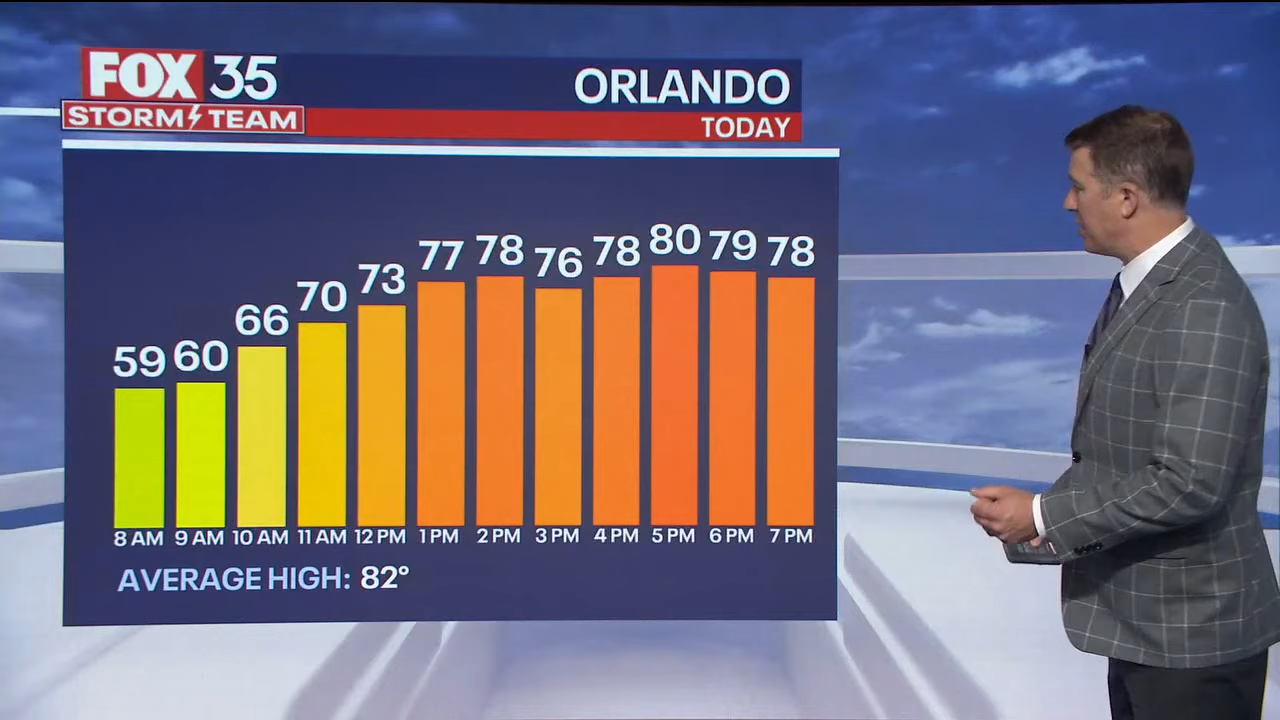 FOX 35
STORM TEAM
ORLANDO
TODAY
59 60 66 70 73 77 78 76 78 80 79 78
8 AM 9 AM 10 AM 11 AM 12 PM 1 PM 2 PM 3 PM 4 PM 5 PM 6 PM 7 PM
AVERAGE HIGH: 82°